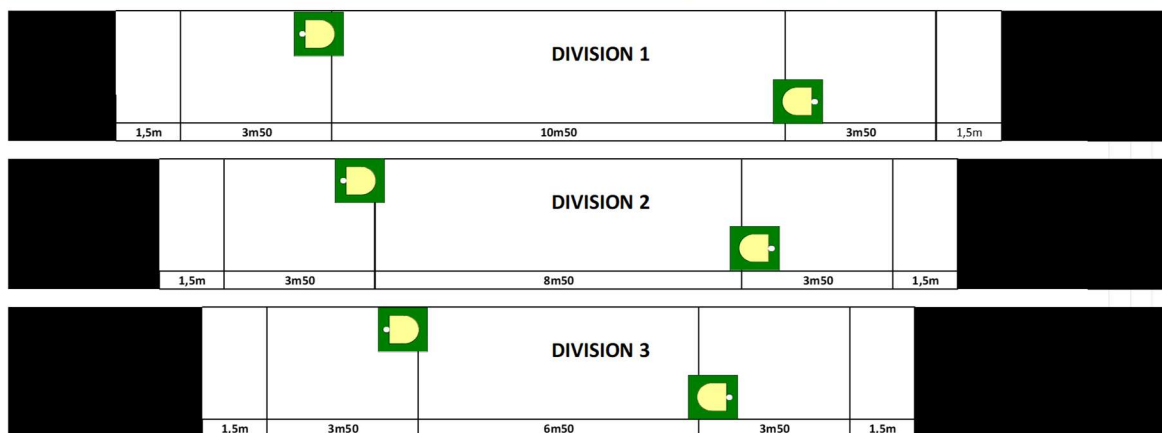 DIVISION 1
1,5m 3m50 10m50 3m50 1,5m
DIVISION 2
1,5m 3m50 8m50 3m50 1,5m
DIVISION 3
1,5m 3m50 6m50 3m50 1,5m